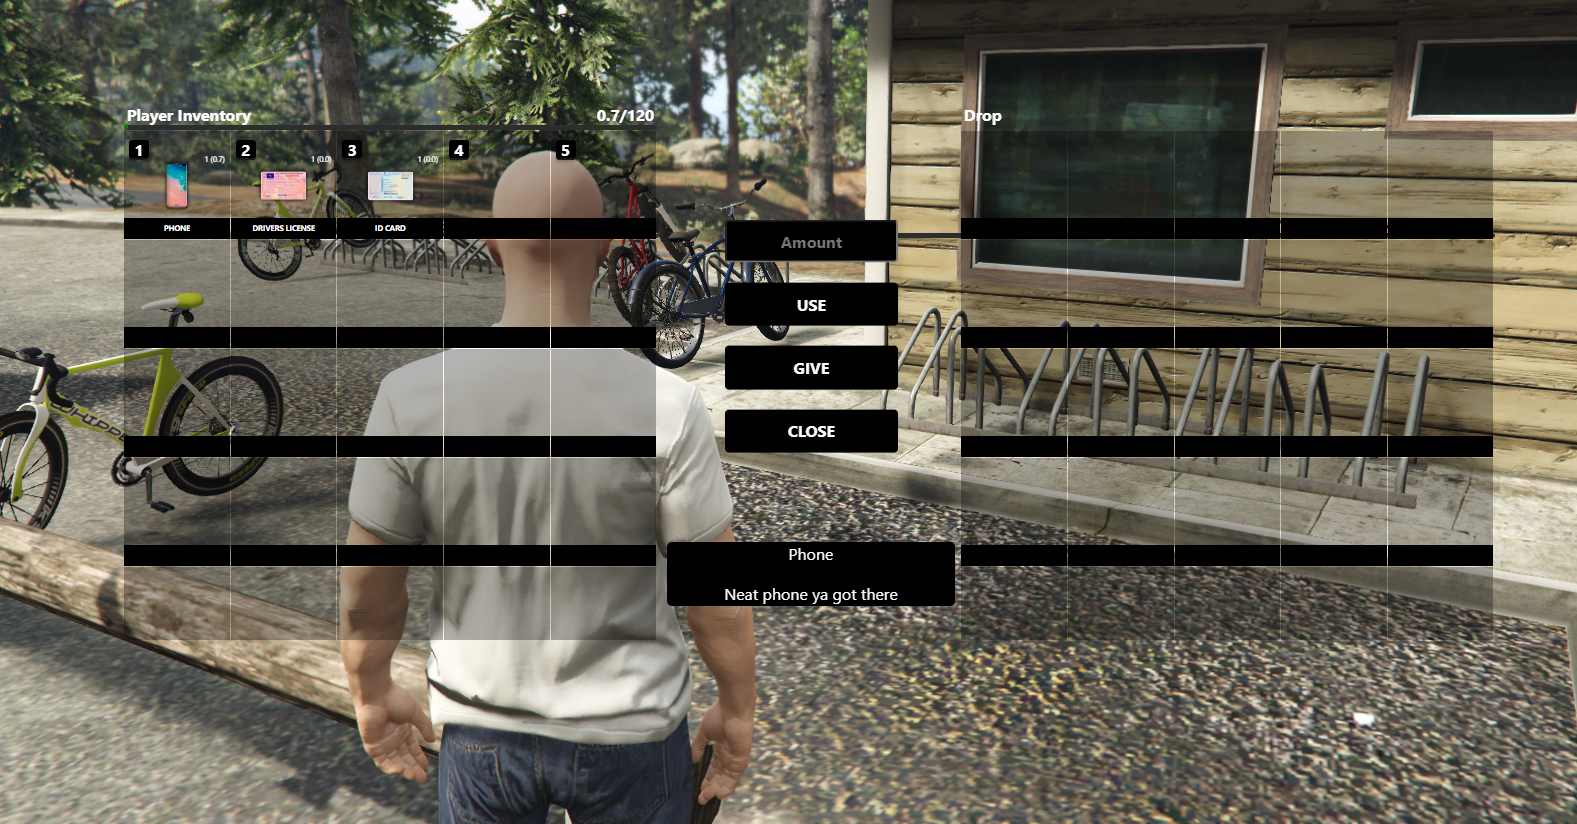 Player Inventory 0.7/120
Drop
1 2 3 4 5
1 (0.7) 1 (0.0) 1 (0.0)
PHONE DRIVERS LICENSE ID CARD
Amount
USE
GIVE
CLOSE
Phone
Neat phone ya got there